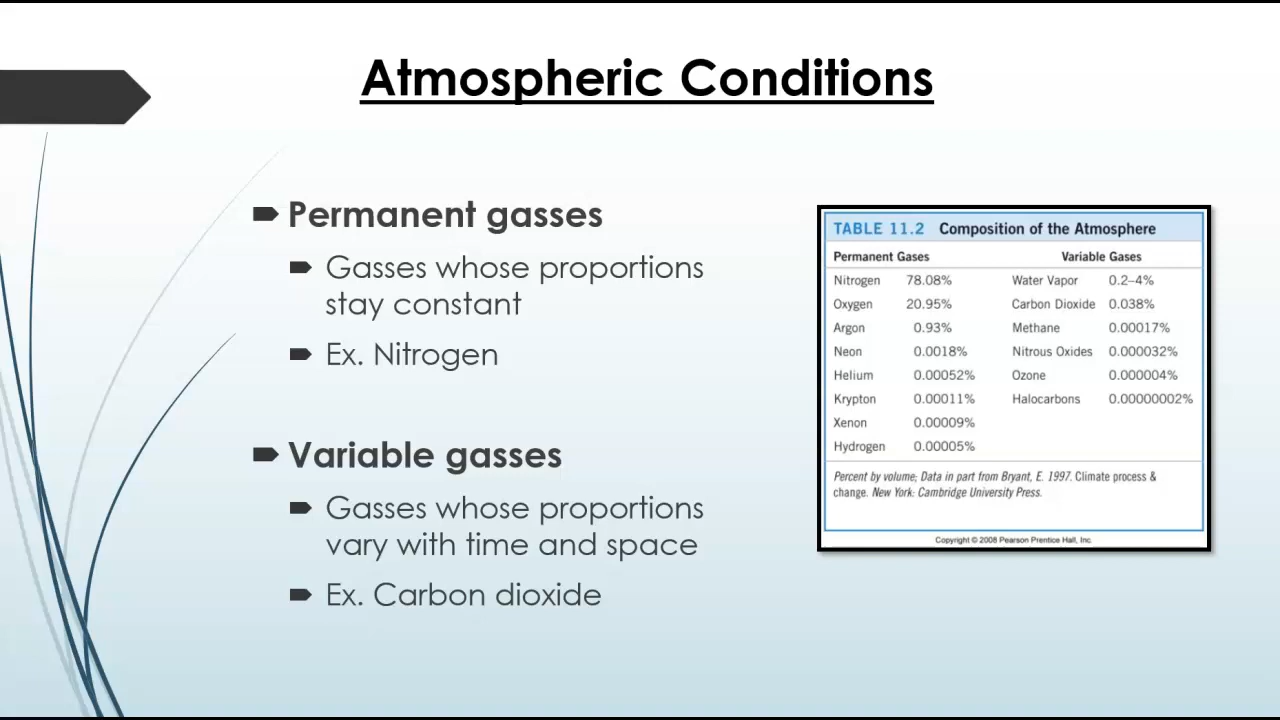 Atmospheric Conditions
Permanent gasses
Gasses whose proportions
stay constant
Ex. Nitrogen
Variable gasses
Gasses whose proportions
vary with time and space
Ex. Carbon dioxide
TABLE 11.2 Composition of the Atmosphere
Permanent Gases Variable Gases
Nitrogen 78.08% Water Vapor 0.2–4%
Oxygen 20.95% Carbon Dioxide 0.038%
Argon 0.93% Methane 0.00017%
Neon 0.0018% Nitrous Oxides 0.000032%
Helium 0.00052% Ozone 0.000004%
Krypton 0.00011% Halocarbons 0.00000002%
Xenon 0.00009%
Hydrogen 0.00005%
Percent by volume; Data in part from Bryant, E. 1997. Climate process &
change. New York: Cambridge University Press.
Copyright © 2008 Pearson Prentice Hall, Inc.